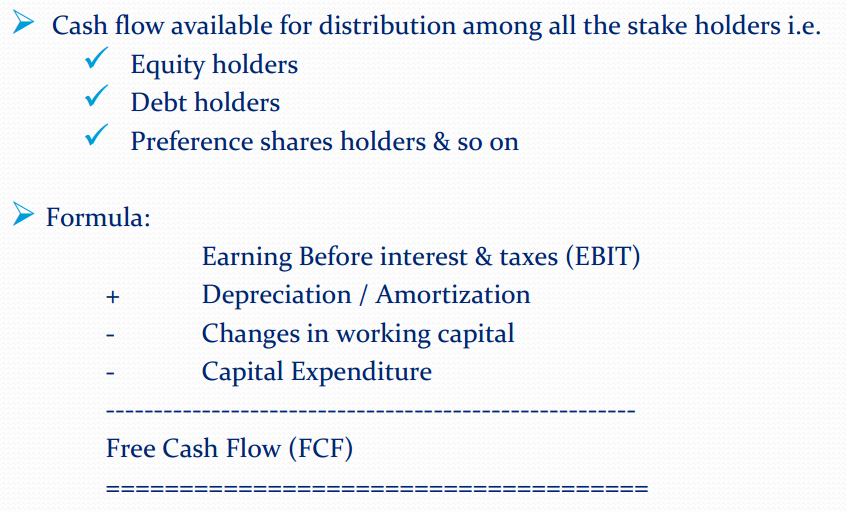 ➢ Cash flow available for distribution among all the stake holders i.e.
✓ Equity holders
✓ Debt holders
✓ Preference shares holders & so on
➢ Formula:
Earning Before interest & taxes (EBIT)
+ Depreciation / Amortization
- Changes in working capital
- Capital Expenditure
-------------------------------------------------------
Free Cash Flow (FCF)
=====================================